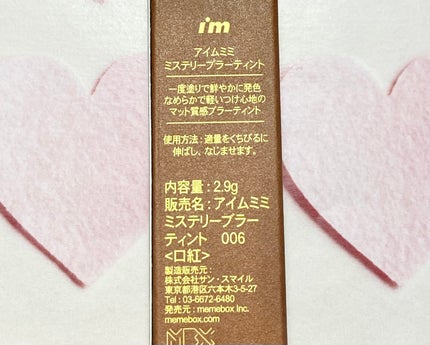 i'm
アイムミミ
ミステリーブラーティント
一度塗りで鮮やかに発色
なめらかで軽いつけ心地の
マット質感ブラーティント
使用方法：適量をくちびるに
伸ばし、なじませます。
内容量：2.9g
販売名：アイムミミ
ミステリーブラー
ティント 006
<口紅>
製造販売元：
株式会社サン・スマイル
東京都港区六本木3-5-27
Tel : 03-6672-6480
発売元：memebox Inc.
memebox.com
MBX